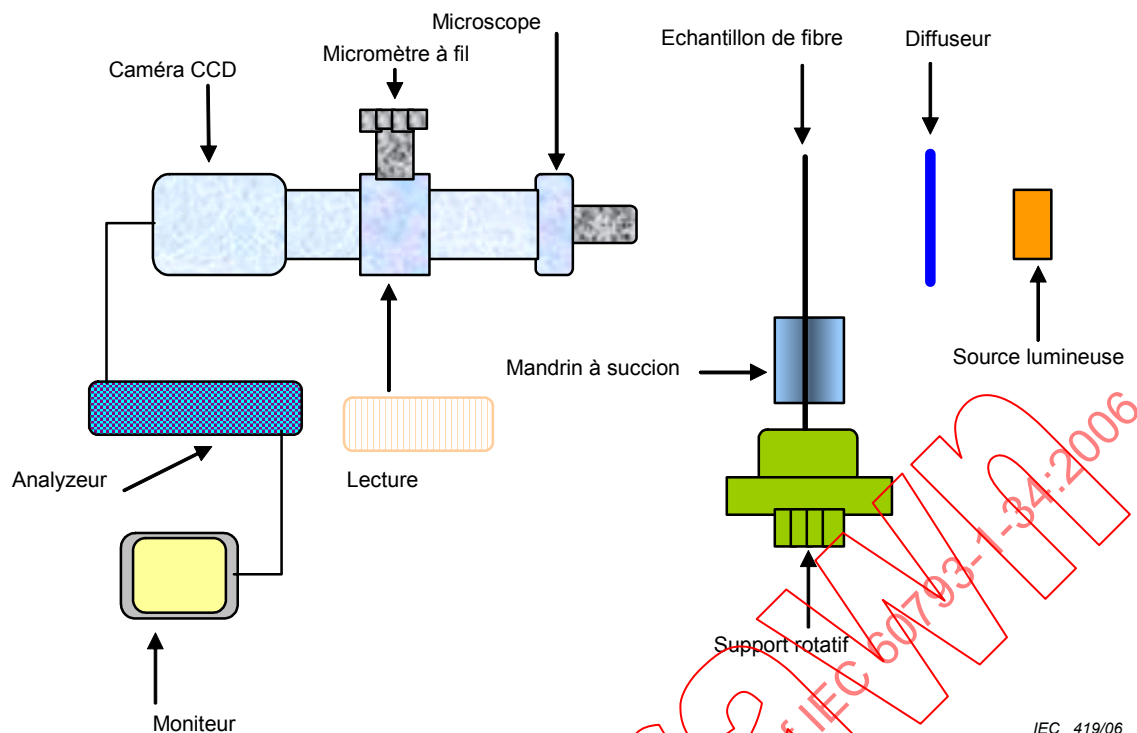 Microscope
Echantillon de fibre
Diffuseur
Micromètre à fil
Caméra CCD
Source lumineuse
Mandrin à succion
Analyzeur
Lecture
Support rotatif
Moniteur
IEC 419/06
f IEC 60793-1-34:2006